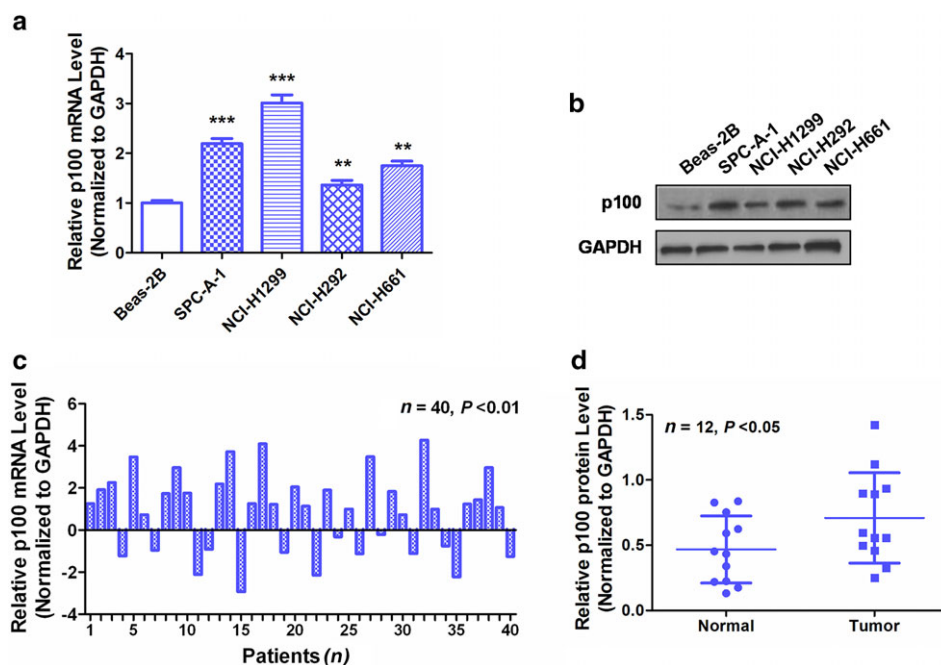 a
Relative p100 mRNA Level
(Normalized to GAPDH)
4
3
2
1
0
***
***
**
**
Beas-2B
SPC-A-1
NCI-H1299
NCI-H292
NCI-H661
b
Beas-2B
SPC-A-1
NCI-H1299
NCI-H292
NCI-H661
p100
GAPDH
c
Relative p100 mRNA Level
(Normalized to GAPDH)
6
4
2
0
-2
-4
n = 40, P <0.01
1 5 10 15 20 25 30 35 40
Patients (n)
d
Relative p100 protein Level
(Normalized to GAPDH)
1.5
1.0
0.5
0.0
n = 12, P <0.05
Normal Tumor